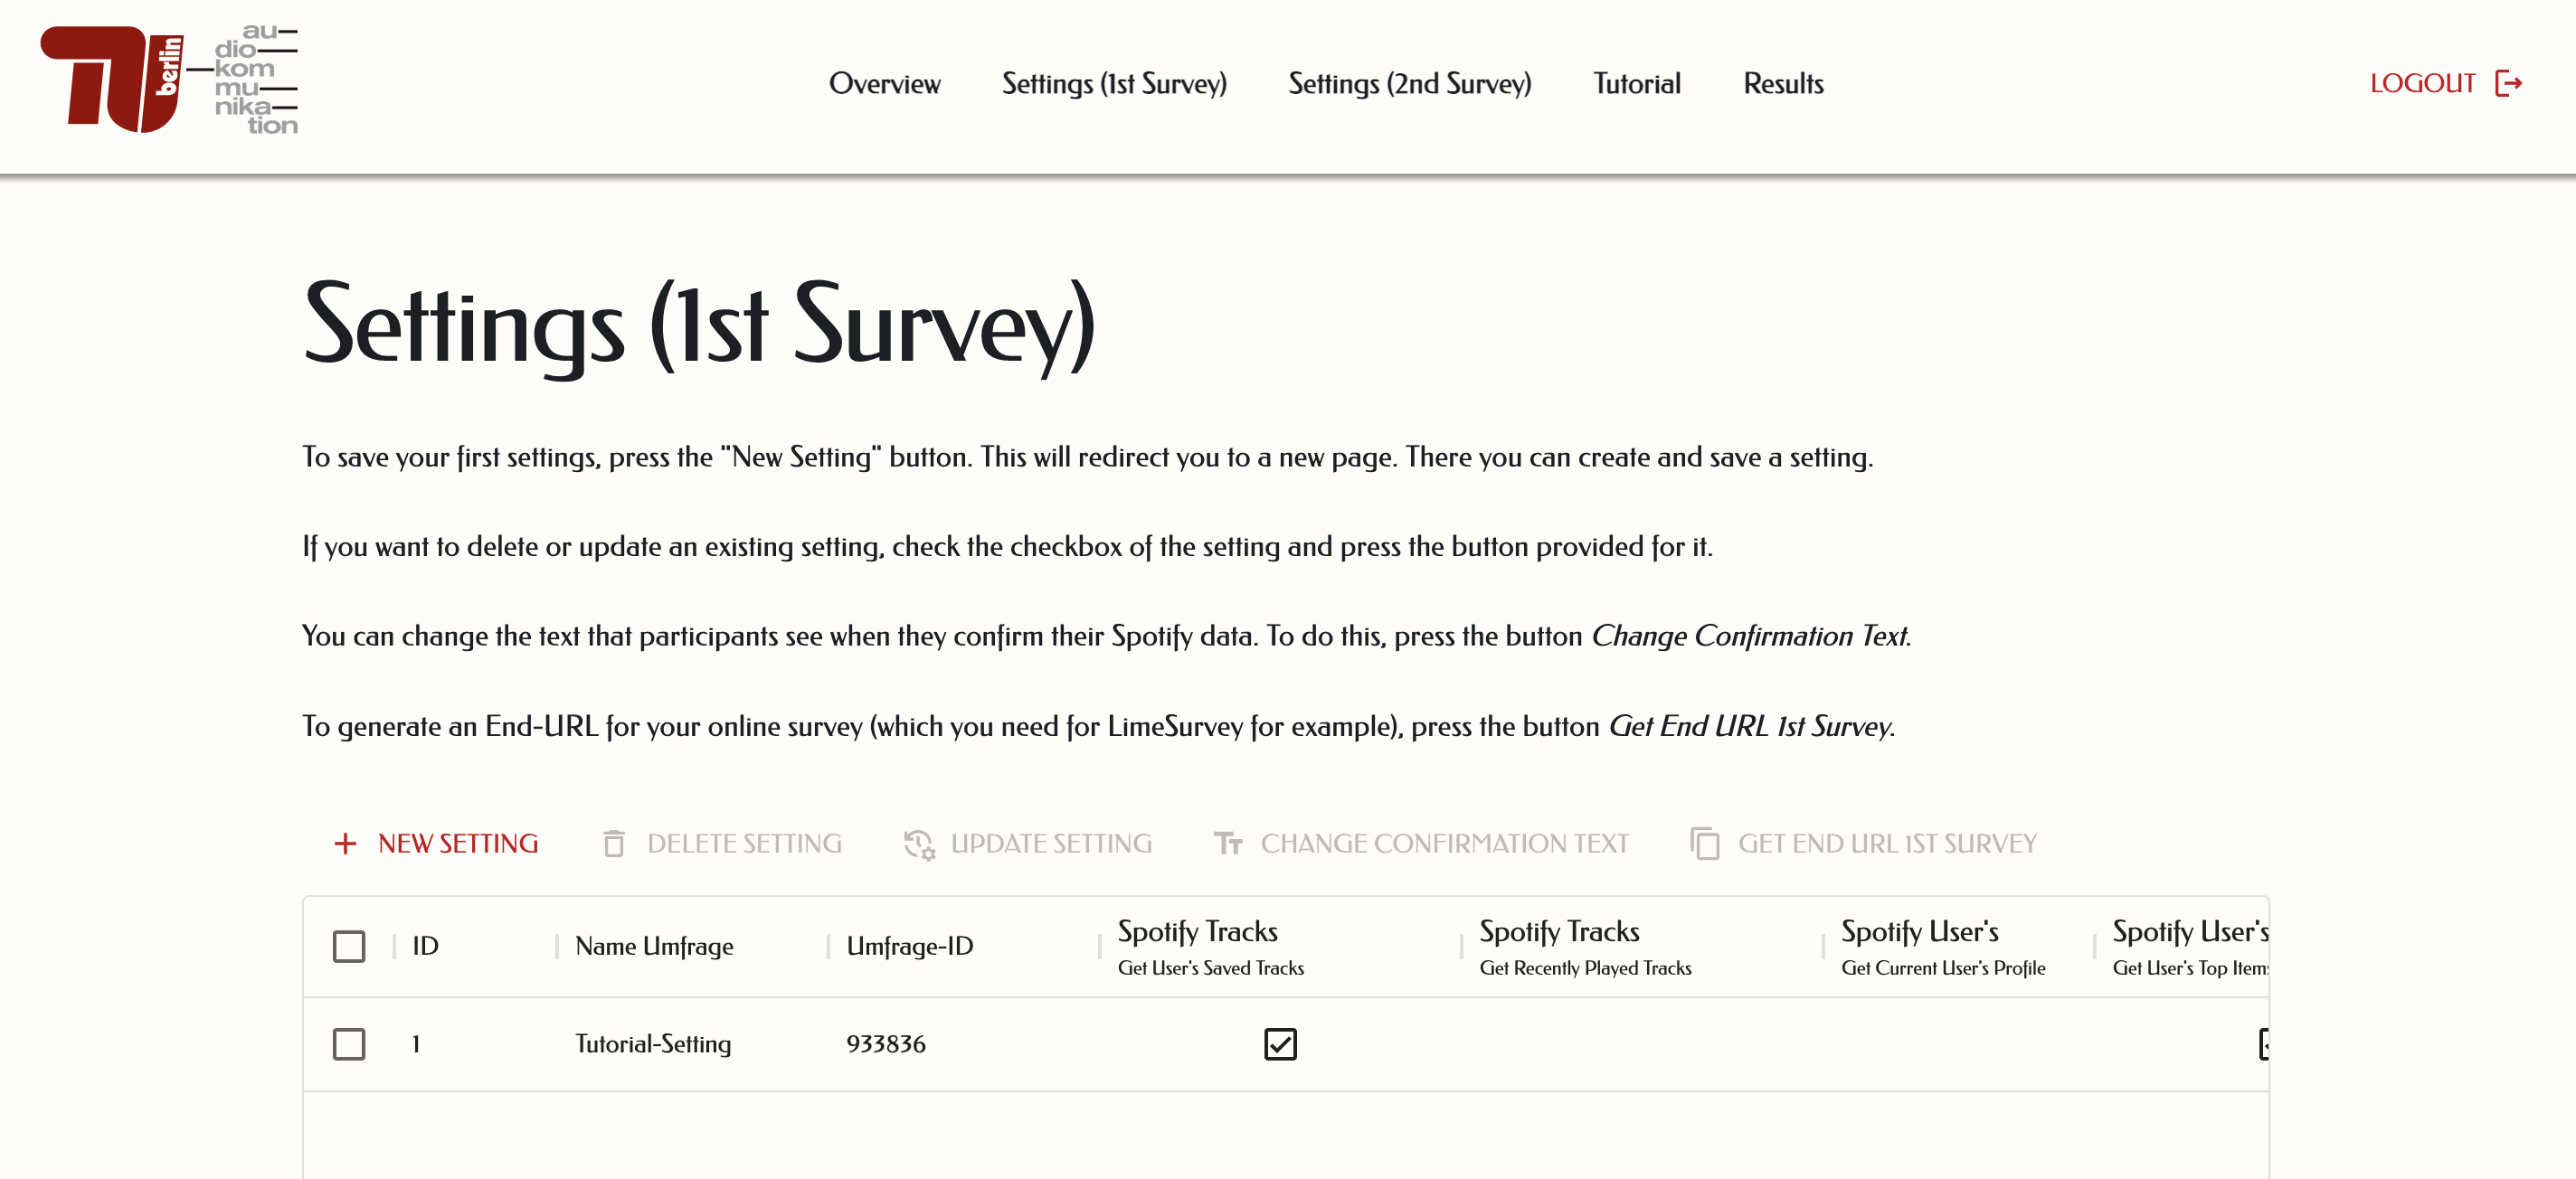 berlin
au
dio
kom
mu
nika
tion
Overview
Settings (1st Survey)
Settings (2nd Survey)
Tutorial
Results
LOGOUT
Settings (1st Survey)
To save your first settings, press the "New Setting" button. This will redirect you to a new page. There you can create and save a setting.
If you want to delete or update an existing setting, check the checkbox of the setting and press the button provided for it.
You can change the text that participants see when they confirm their Spotify data. To do this, press the button Change Confirmation Text.
To generate an End-URL for your online survey (which you need for LimeSurvey for example), press the button Get End URL 1st Survey.
NEW SETTING
DELETE SETTING
UPDATE SETTING
CHANGE CONFIRMATION TEXT
GET END URL 1ST SURVEY
ID
Name Umfrage
Umfrage-ID
Spotify Tracks
Get User's Saved Tracks
Spotify Tracks
Get Recently Played Tracks
Spotify User's
Get Current User's Profile
Spotify User's
Get User's Top Items
1
Tutorial-Setting
933836